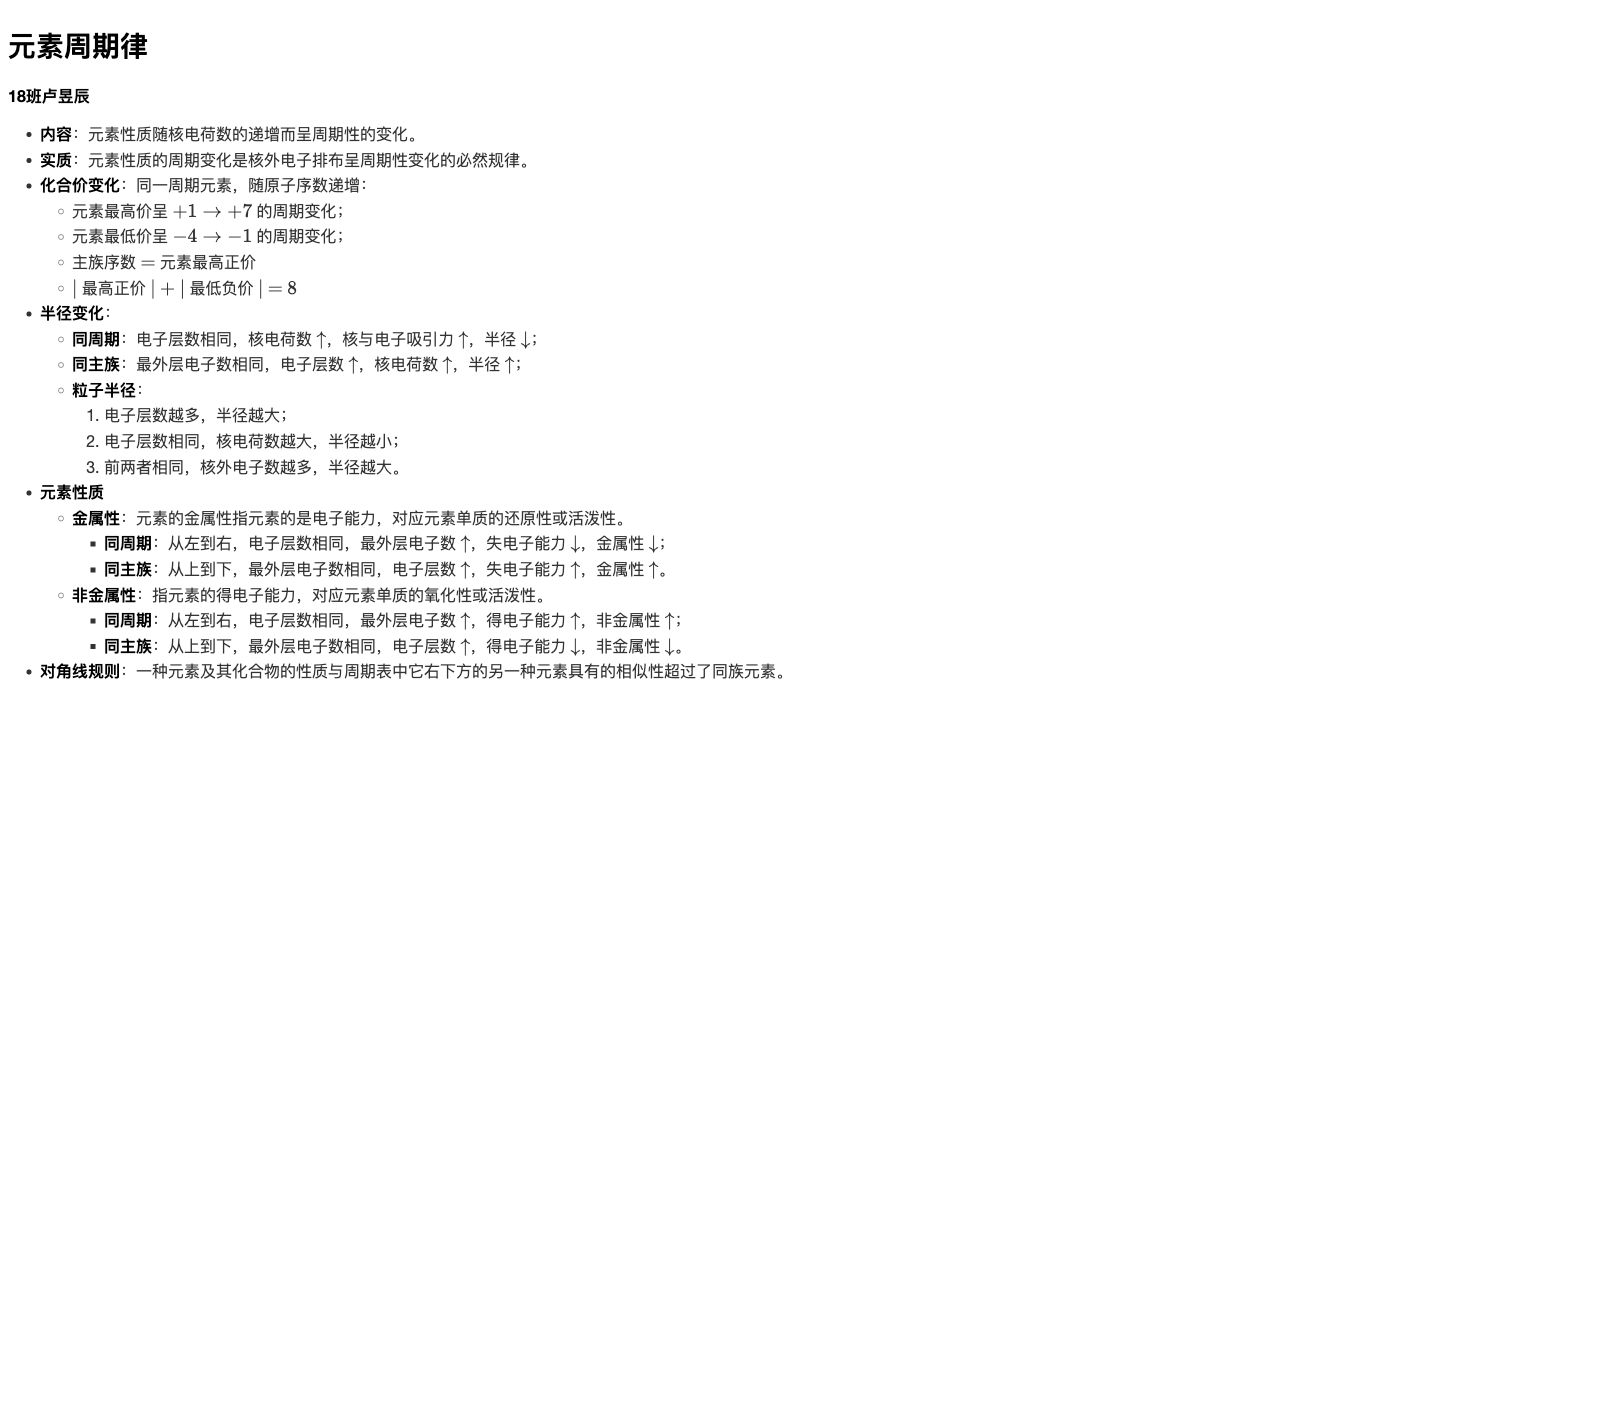 元素周期律
18班卢昱辰
• 内容：元素性质随核电荷数的递增而呈周期性的变化。
• 实质：元素性质的周期变化是核外电子排布呈周期性变化的必然规律。
• 化合价变化：同一周期元素，随原子序数递增：
◦ 元素最高价呈 +1 → +7 的周期变化；
◦ 元素最低价呈 −4 → −1 的周期变化；
◦ 主族序数 = 元素最高正价
◦ | 最高正价 | + | 最低负价 | = 8
• 半径变化：
◦ 同周期：电子层数相同，核电荷数 ↑，核与电子吸引力 ↑，半径 ↓；
◦ 同主族：最外层电子数相同，电子层数 ↑，核电荷数 ↑，半径 ↑；
◦ 粒子半径：
1. 电子层数越多，半径越大；
2. 电子层数相同，核电荷数越大，半径越小；
3. 前两者相同，核外电子数越多，半径越大。
• 元素性质
◦ 金属性：元素的金属性指元素的是电子能力，对应元素单质的还原性或活泼性。
▪ 同周期：从左到右，电子层数相同，最外层电子数 ↑，失电子能力 ↓，金属性 ↓；
▪ 同主族：从上到下，最外层电子数相同，电子层数 ↑，失电子能力 ↑，金属性 ↑。
◦ 非金属性：指元素的得电子能力，对应元素单质的氧化性或活泼性。
▪ 同周期：从左到右，电子层数相同，最外层电子数 ↑，得电子能力 ↑，非金属性 ↑；
▪ 同主族：从上到下，最外层电子数相同，电子层数 ↑，得电子能力 ↓，非金属性 ↓。
• 对角线规则：一种元素及其化合物的性质与周期表中它右下方的另一种元素具有的相似性超过了同族元素。